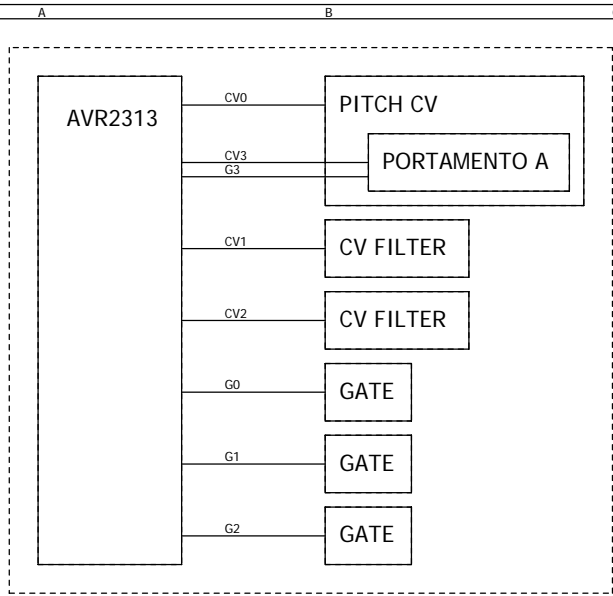 A
B
AVR2313
CV0
PITCH CV
CV3
G3
PORTAMENTO A
CV1
CV FILTER
CV2
CV FILTER
G0
GATE
G1
GATE
G2
GATE